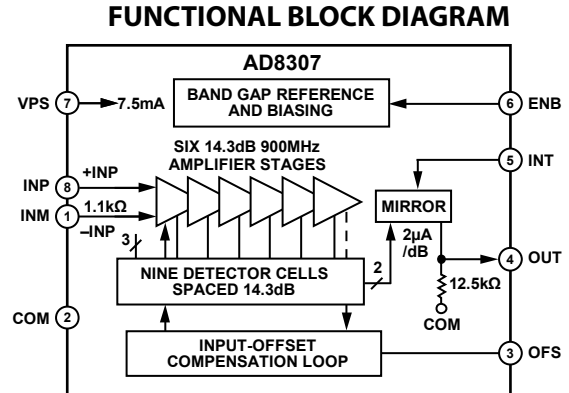 FUNCTIONAL BLOCK DIAGRAM
AD8307
VPS
7
7.5mA
BAND GAP REFERENCE
AND BIASING
6
ENB
SIX 14.3dB 900MHz
AMPLIFIER STAGES
5
INT
INP
8
+INP
INM
1
1.1kΩ
–INP
3
MIRROR
2μA
/dB
4
OUT
NINE DETECTOR CELLS
SPACED 14.3dB
2
12.5kΩ
COM
COM
2
INPUT-OFFSET
COMPENSATION LOOP
3
OFS